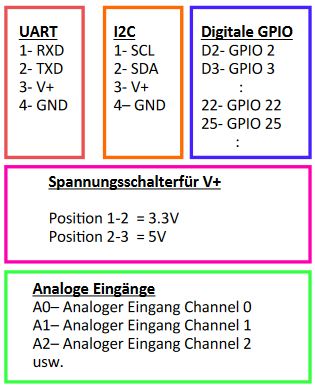 UART
1- RXD
2- TXD
3- V+
4- GND
I2C
1- SCL
2- SDA
3- V+
4– GND
Digitale GPIO
D2- GPIO 2
D3- GPIO 3
:
22- GPIO 22
25- GPIO 25
:
Spannungsschalterfür V+
Position 1-2 = 3.3V
Position 2-3 = 5V
Analoge Eingänge
A0– Analoger Eingang Channel 0
A1– Analoger Eingang Channel 1
A2– Analoger Eingang Channel 2
usw.